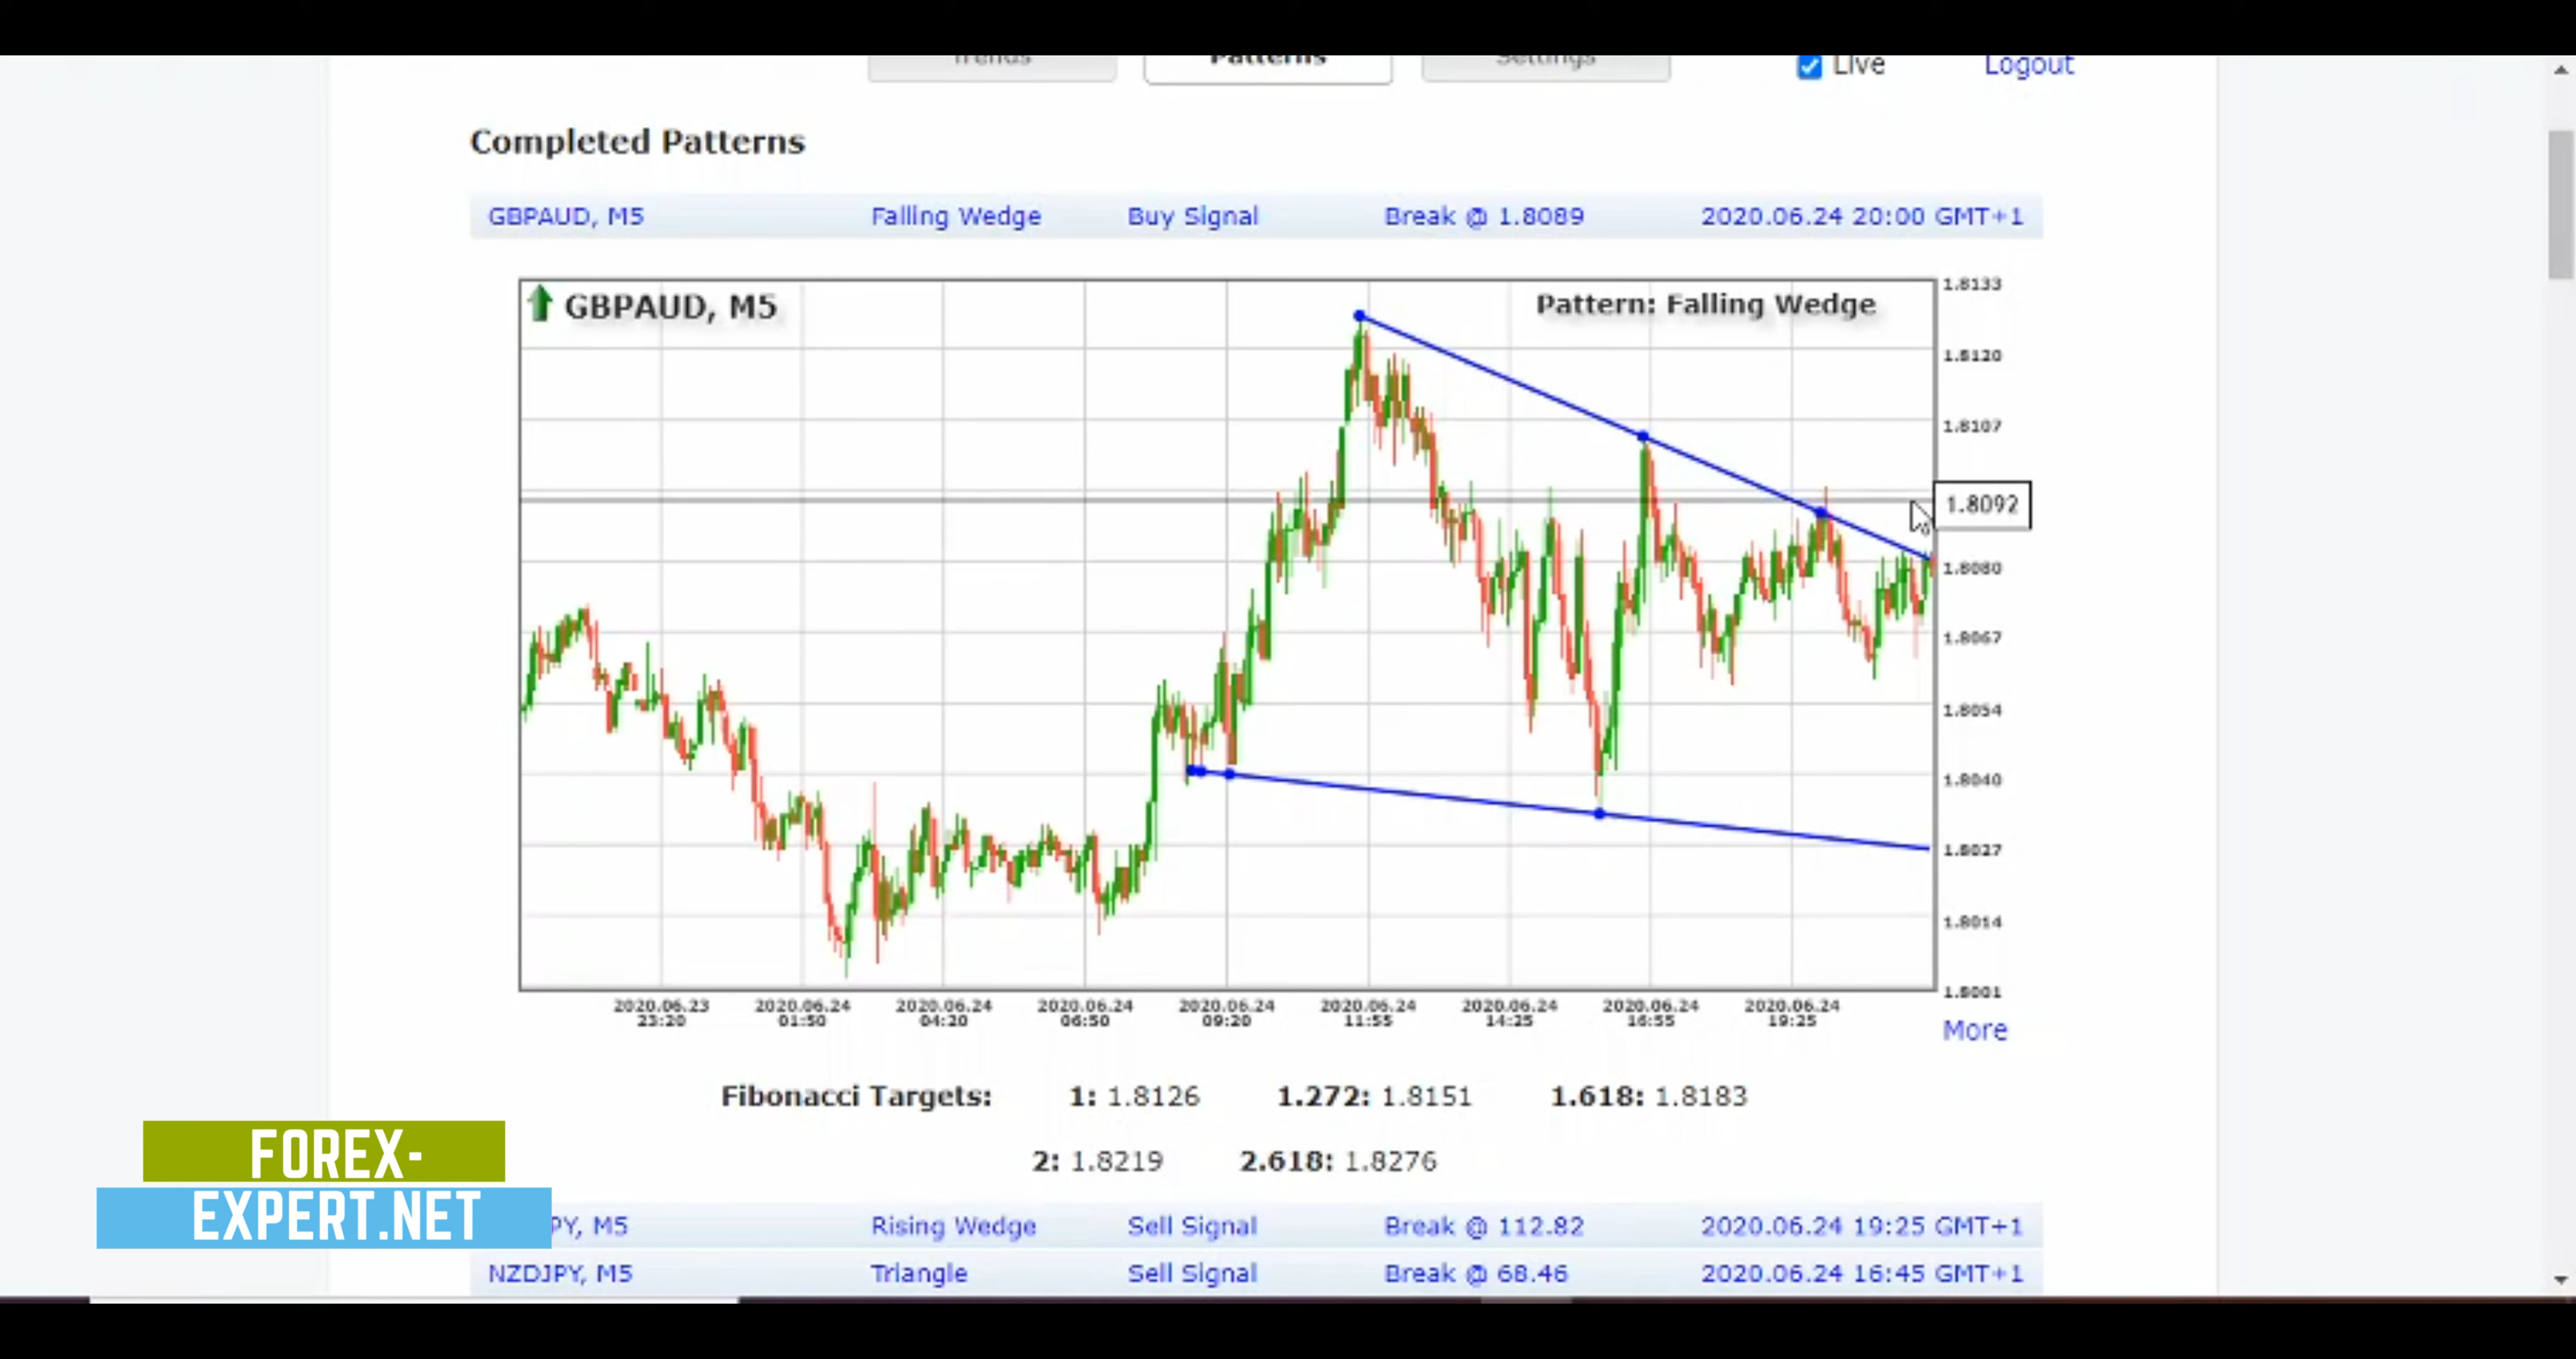 Trends Patterns Settings Live Logout
Completed Patterns
GBPAUD, M5 Falling Wedge Buy Signal Break @ 1.8089 2020.06.24 20:00 GMT+1
GBPAUD, M5 Pattern: Falling Wedge
1.8133
1.8120
1.8107
1.8092
1.8080
1.8067
1.8054
1.8040
1.8027
1.8014
1.8001
2020.06.23 2020.06.24 2020.06.24 2020.06.24 2020.06.24 2020.06.24 2020.06.24 2020.06.24 2020.06.24
23:20 01:50 04:20 06:50 09:20 11:55 14:25 16:55 19:25
More
Fibonacci Targets: 1: 1.8126 1.272: 1.8151 1.618: 1.8183
2: 1.8219 2.618: 1.8276
FOREX-
EXPERT.NET
PY, M5 Rising Wedge Sell Signal Break @ 112.82 2020.06.24 19:25 GMT+1
NZDJPY, M5 Triangle Sell Signal Break @ 68.46 2020.06.24 16:45 GMT+1